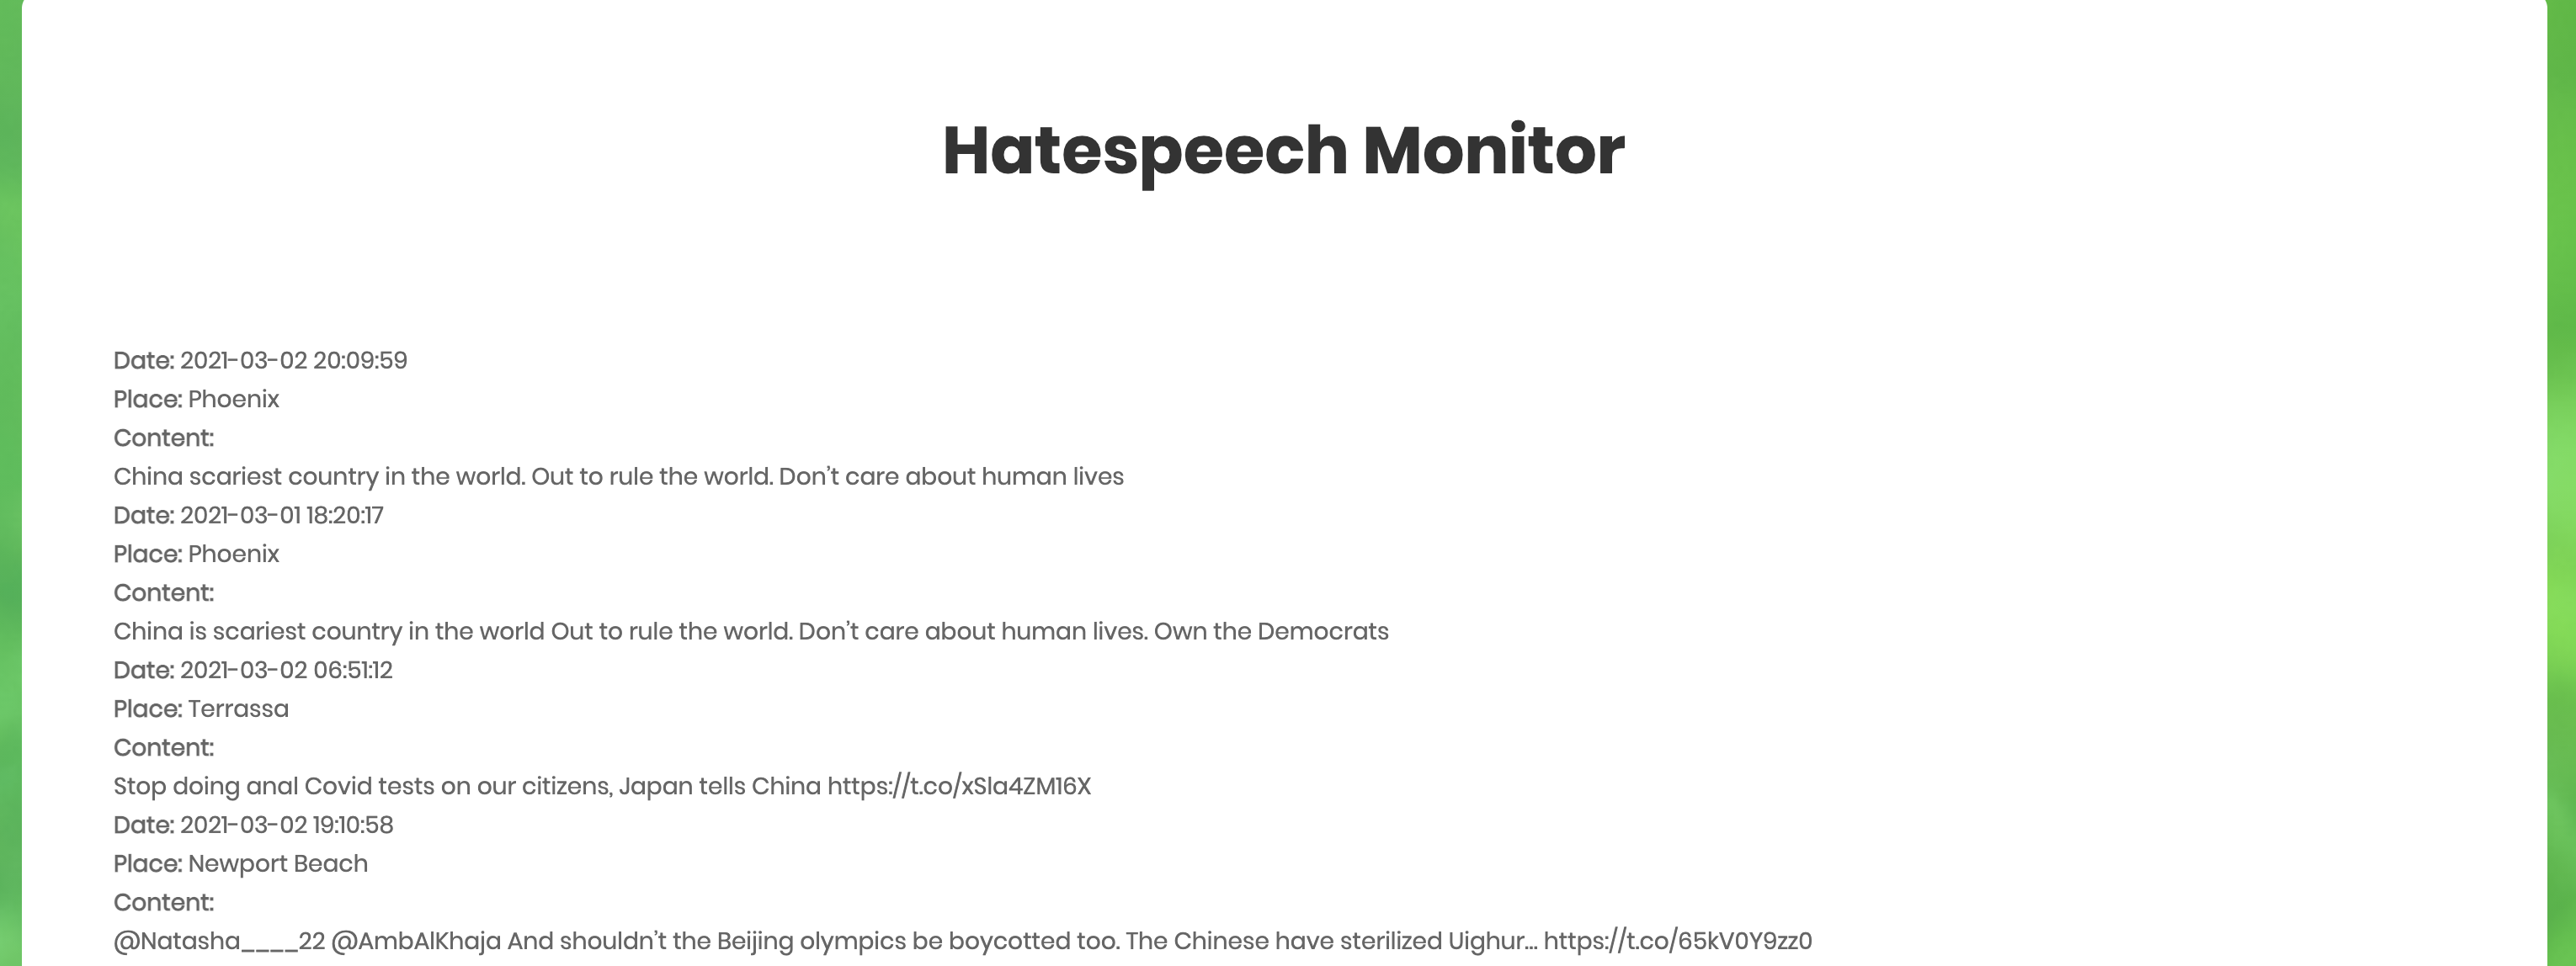 Hatespeech Monitor
Date: 2021-03-02 20:09:59
Place: Phoenix
Content:
China scariest country in the world. Out to rule the world. Don’t care about human lives
Date: 2021-03-01 18:20:17
Place: Phoenix
Content:
China is scariest country in the world Out to rule the world. Don’t care about human lives. Own the Democrats
Date: 2021-03-02 06:51:12
Place: Terrassa
Content:
Stop doing anal Covid tests on our citizens, Japan tells China https://t.co/xSla4ZM16X
Date: 2021-03-02 19:10:58
Place: Newport Beach
Content:
@Natasha____22 @AmbAlKhaja And shouldn’t the Beijing olympics be boycotted too. The Chinese have sterilized Uighur… https://t.co/65kV0Y9zz0